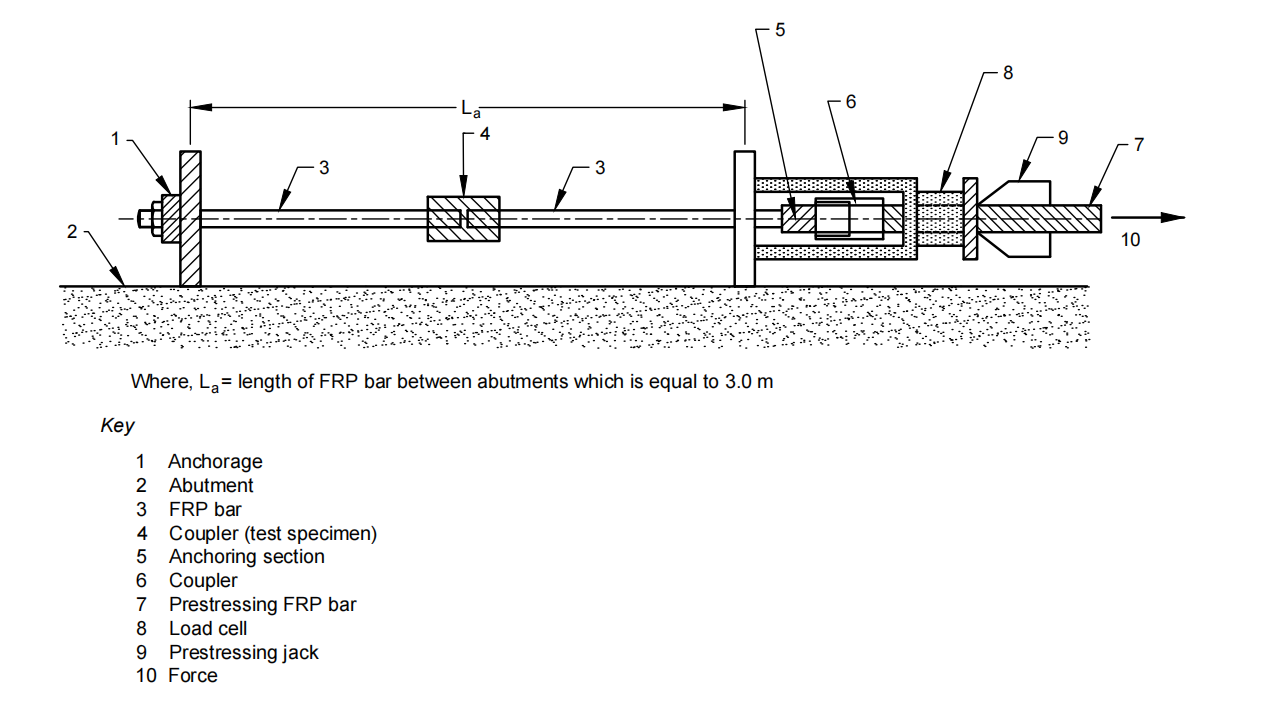 5
8
6
Lₐ
1
4
9
7
3
3
2
10
Where, Lₐ= length of FRP bar between abutments which is equal to 3.0 m
Key
1 Anchorage
2 Abutment
3 FRP bar
4 Coupler (test specimen)
5 Anchoring section
6 Coupler
7 Prestressing FRP bar
8 Load cell
9 Prestressing jack
10 Force